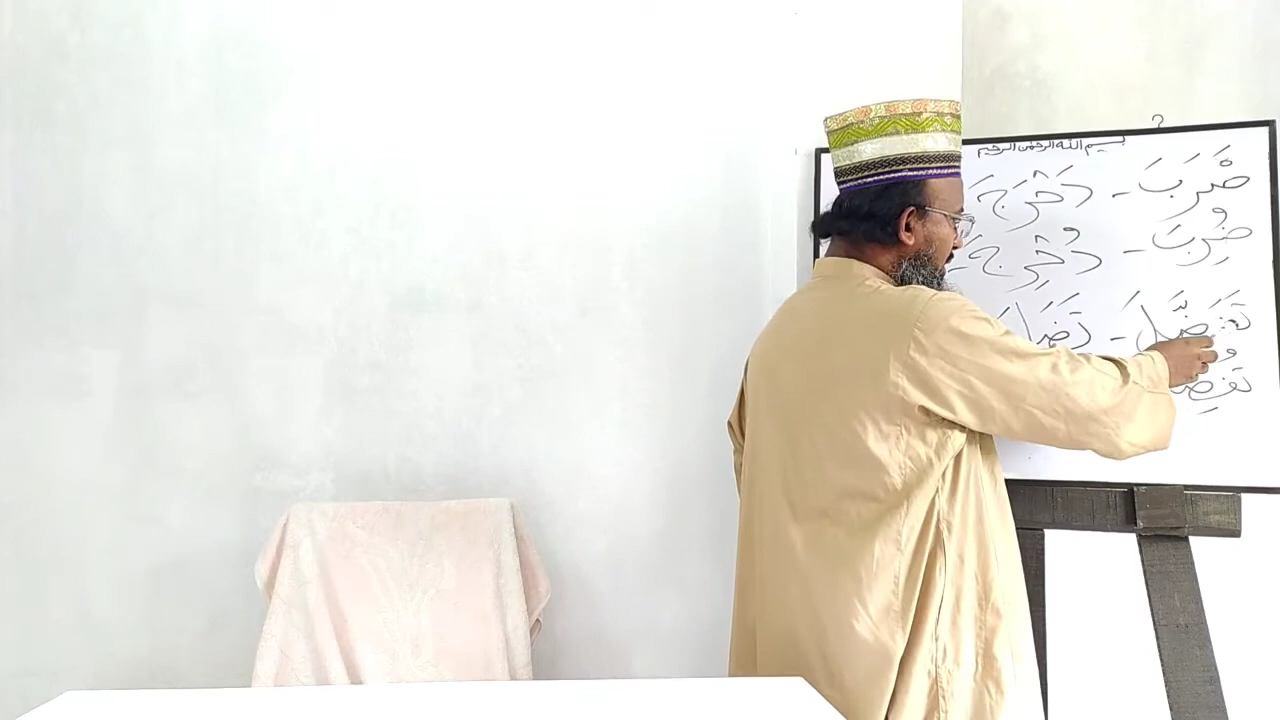 بسم الله الرحمن الرحيم
ضَرَبَ - دَحْرَجَ
ضُرِبَ - دُحْرِجَ -
تَفَضَّلَ -